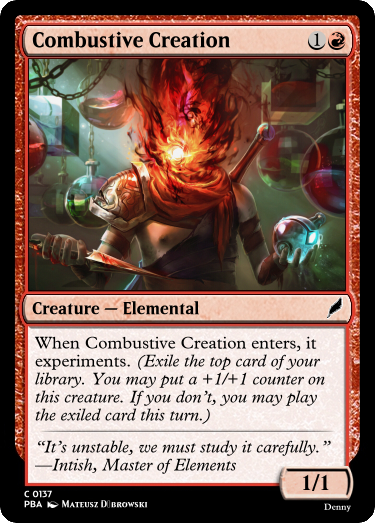 Combustive Creation 1
Creature — Elemental
When Combustive Creation enters, it
experiments. (Exile the top card of your
library. You may put a +1/+1 counter on
this creature. If you don't, you may play
the exiled card this turn.)
“It's unstable, we must study it carefully.”
—Intish, Master of Elements
1/1
C 0137
PBA Mateusz D▯browski
Denny